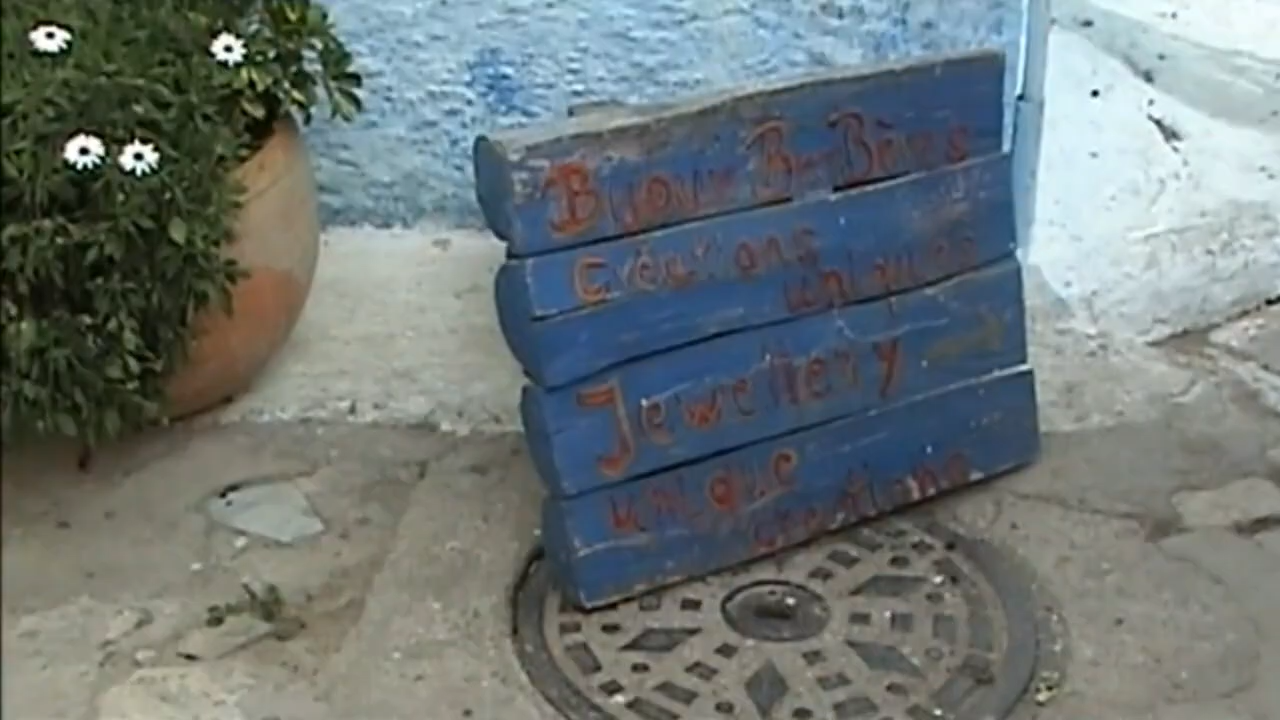 Bijoux BerBères
Créations
uniques
Jewellery
unique
creations